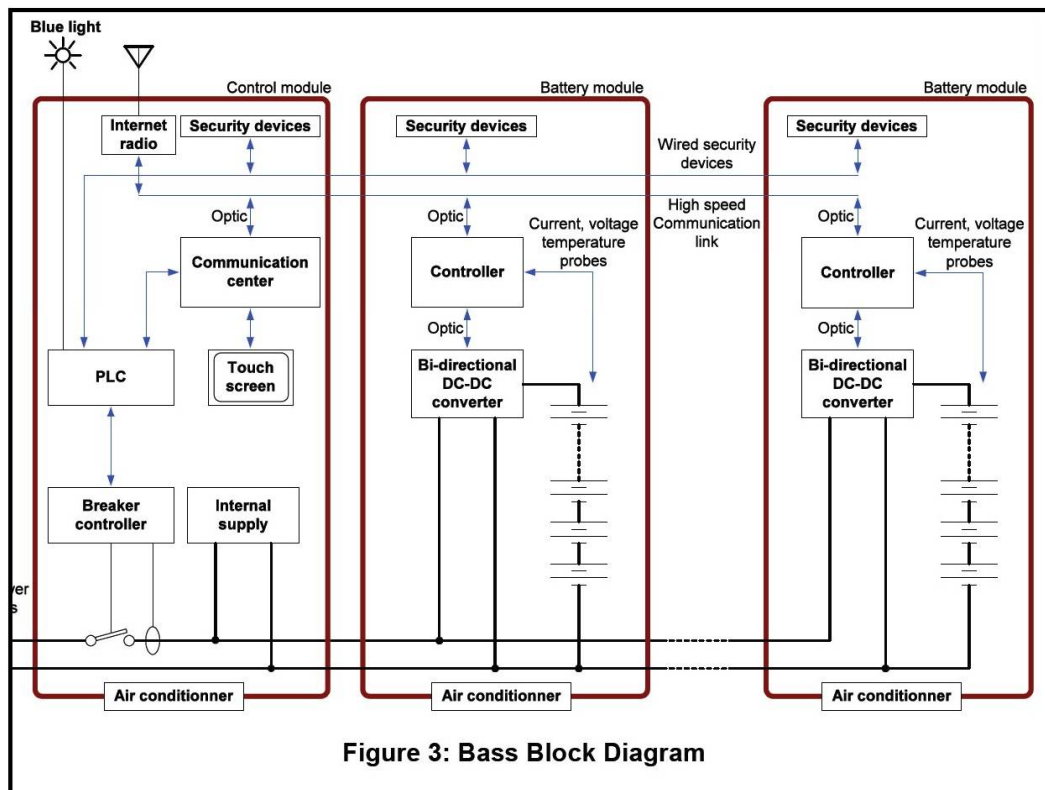 Blue light
Control module
Internet
radio
Security devices
Optic
Communication
center
PLC
Touch
screen
Breaker
controller
Internal
supply
Air conditionner
Battery module
Security devices
Wired security
devices
High speed
Communication
link
Optic
Controller
Current, voltage
temperature
probes
Optic
Bi-directional
DC-DC
converter
Air conditionner
Battery module
Security devices
Optic
Controller
Current, voltage
temperature
probes
Optic
Bi-directional
DC-DC
converter
Air conditionner
Figure 3: Bass Block Diagram